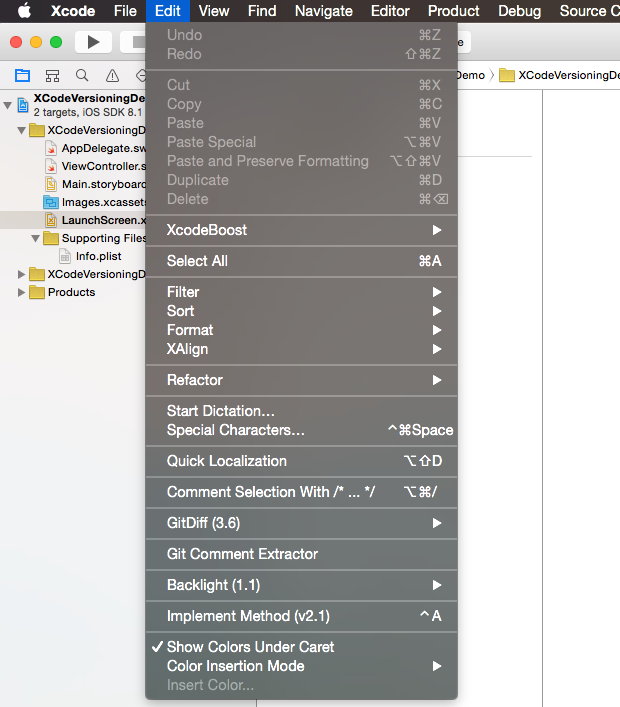 Xcode File Edit View Find Navigate Editor Product Debug Source C
Undo ⌘Z
Redo ⇧⌘Z
Cut ⌘X
Copy ⌘C
Paste ⌘V
Paste Special ⌥⌘V
Paste and Preserve Formatting ⌥⇧⌘V
Duplicate ⌘D
Delete ⌘⌫
XcodeBoost
Select All ⌘A
Filter
Sort
Format
XAlign
Refactor
Start Dictation...
Special Characters... ^⌘Space
Quick Localization ⌥⇧D
Comment Selection With /* ... */ ⌥⌘/
GitDiff (3.6)
Git Comment Extractor
Backlight (1.1)
Implement Method (v2.1) ^A
✓ Show Colors Under Caret
Color Insertion Mode
Insert Color...
XCodeVersioningDe
2 targets, iOS SDK 8.1
XCodeVersioningD
AppDelegate.sw
ViewController.s
Main.storyboard
Images.xcassets
LaunchScreen.x
Supporting Files
Info.plist
XCodeVersioningD
Products
e
Demo
XCodeVersioningDe